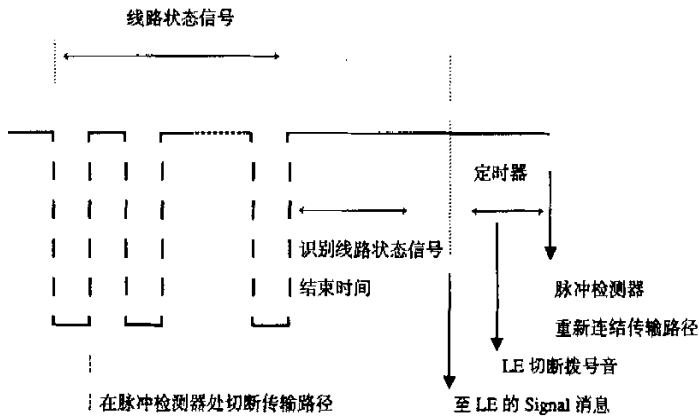 线路状态信号
定时器
识别线路状态信号
结束时间
脉冲检测器
重新连结传输路径
LE 切断拨号音
在脉冲检测器处切断传输路径
至 LE 的 Signal 消息